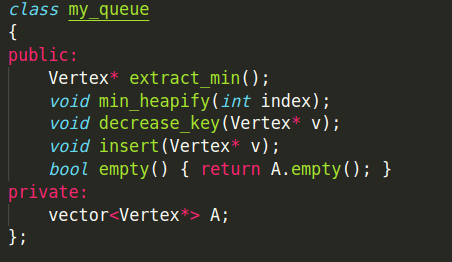 class my_queue
{
public:
    Vertex* extract_min();
    void min_heapify(int index);
    void decrease_key(Vertex* v);
    void insert(Vertex* v);
    bool empty() { return A.empty(); }
private:
    vector<Vertex*> A;
};